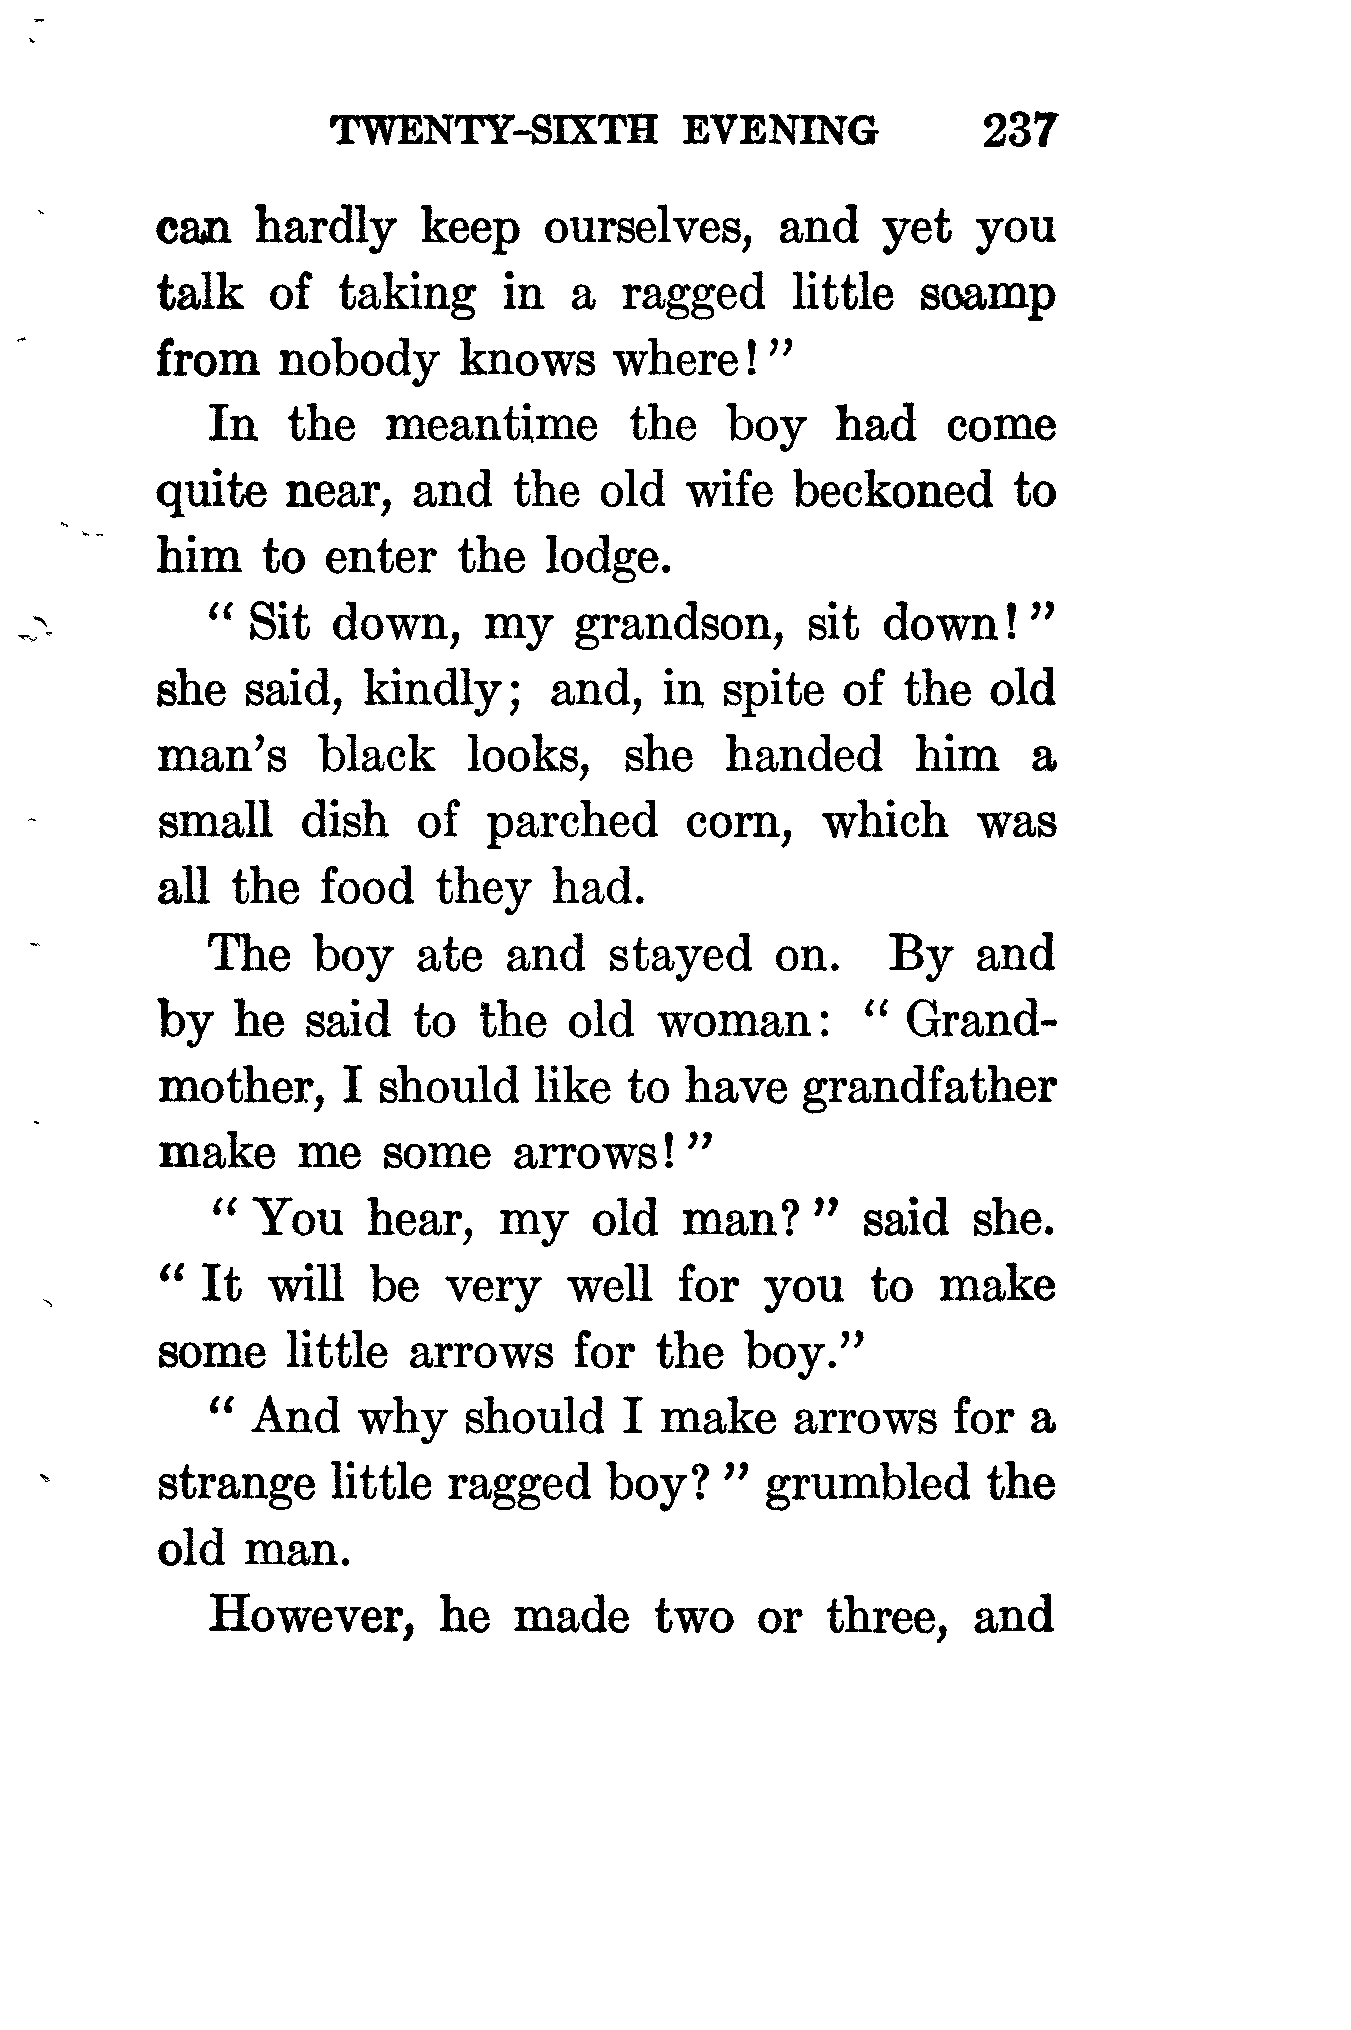 TWENTY-SIXTH EVENING 237
can hardly keep ourselves, and yet you
talk of taking in a ragged little scamp
from nobody knows where!"
In the meantime the boy had come
quite near, and the old wife beckoned to
him to enter the lodge.
"Sit down, my grandson, sit down!"
she said, kindly; and, in spite of the old
man's black looks, she handed him a
small dish of parched corn, which was
all the food they had.
The boy ate and stayed on. By and
by he said to the old woman: "Grand-
mother, I should like to have grandfather
make me some arrows!"
"You hear, my old man?" said she.
"It will be very well for you to make
some little arrows for the boy."
"And why should I make arrows for a
strange little ragged boy?" grumbled the
old man.
However, he made two or three, and